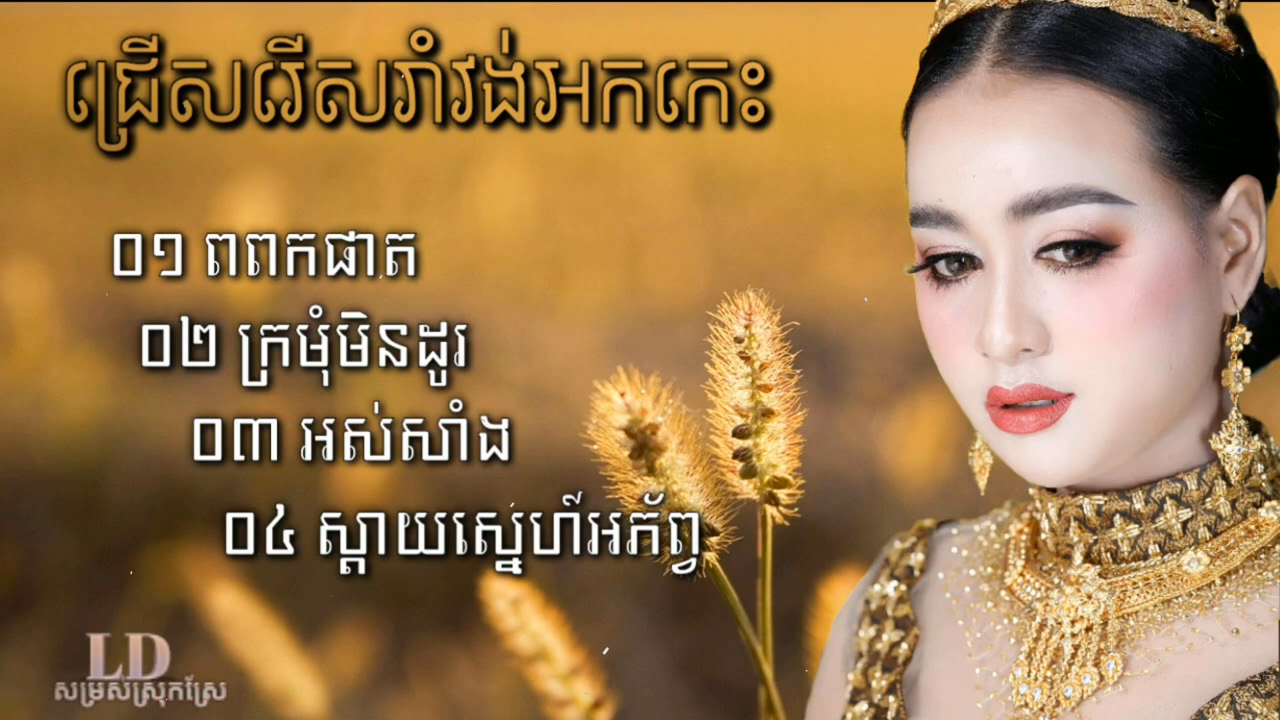 ជ្រើសរើសរាំវង់អកកេះ
០១ ពពកផាត
០២ ក្រមុំមិនដូរ
០៣ អស់សាំង
០៤ ស្ដាយស្នេហ៍អភ័ព្វ
LD
សម្រស់ស្រុកស្រែ